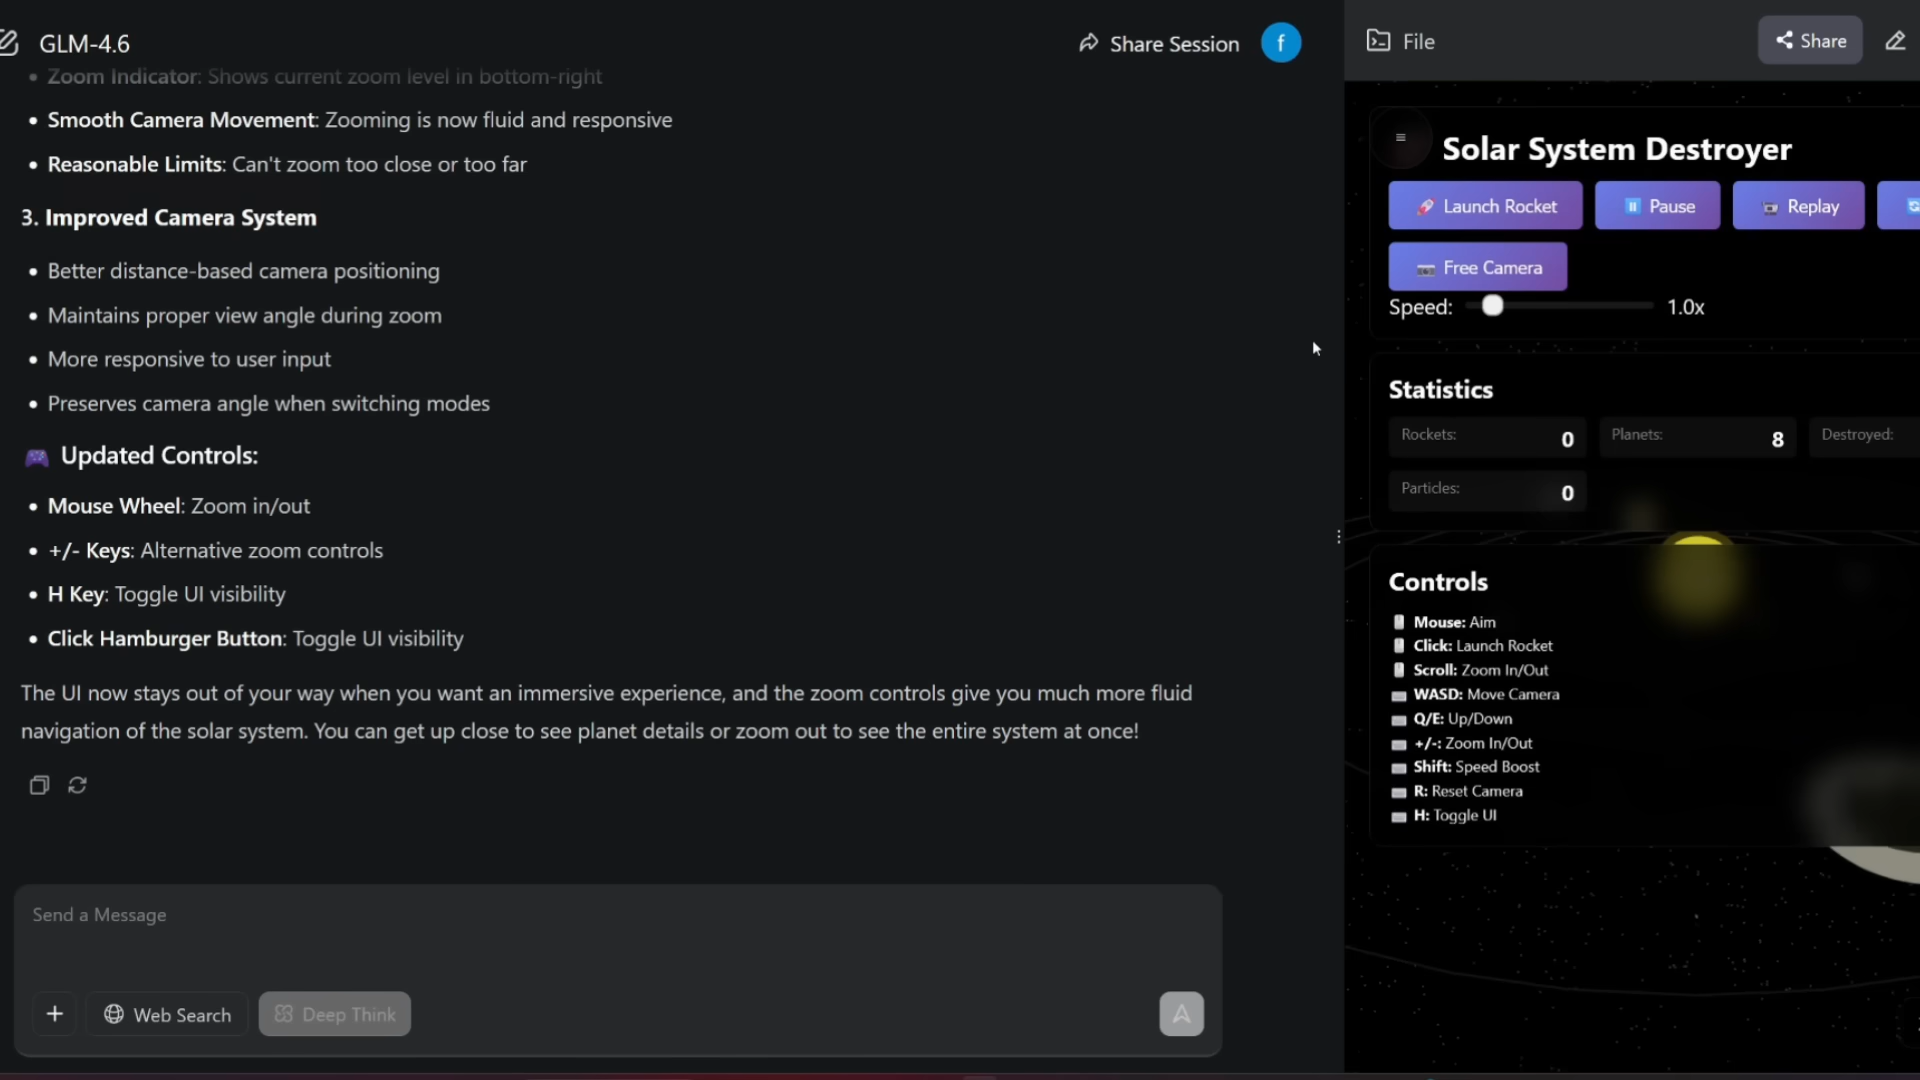 GLM-4.6
Share Session
f
• Zoom Indicator: Shows current zoom level in bottom-right
• Smooth Camera Movement: Zooming is now fluid and responsive
• Reasonable Limits: Can't zoom too close or too far
3. Improved Camera System
• Better distance-based camera positioning
• Maintains proper view angle during zoom
• More responsive to user input
• Preserves camera angle when switching modes
🎮 Updated Controls:
• Mouse Wheel: Zoom in/out
• +/- Keys: Alternative zoom controls
• H Key: Toggle UI visibility
• Click Hamburger Button: Toggle UI visibility
The UI now stays out of your way when you want an immersive experience, and the zoom controls give you much more fluid
navigation of the solar system. You can get up close to see planet details or zoom out to see the entire system at once!
Send a Message
Web Search
Deep Think
File
Share
Solar System Destroyer
🚀 Launch Rocket
⏸ Pause
Replay
Free Camera
Speed: 1.0x
Statistics
Rockets: 0
Planets: 8
Destroyed:
Particles: 0
Controls
Mouse: Aim
Click: Launch Rocket
Scroll: Zoom In/Out
WASD: Move Camera
Q/E: Up/Down
+/-: Zoom In/Out
Shift: Speed Boost
R: Reset Camera
H: Toggle UI